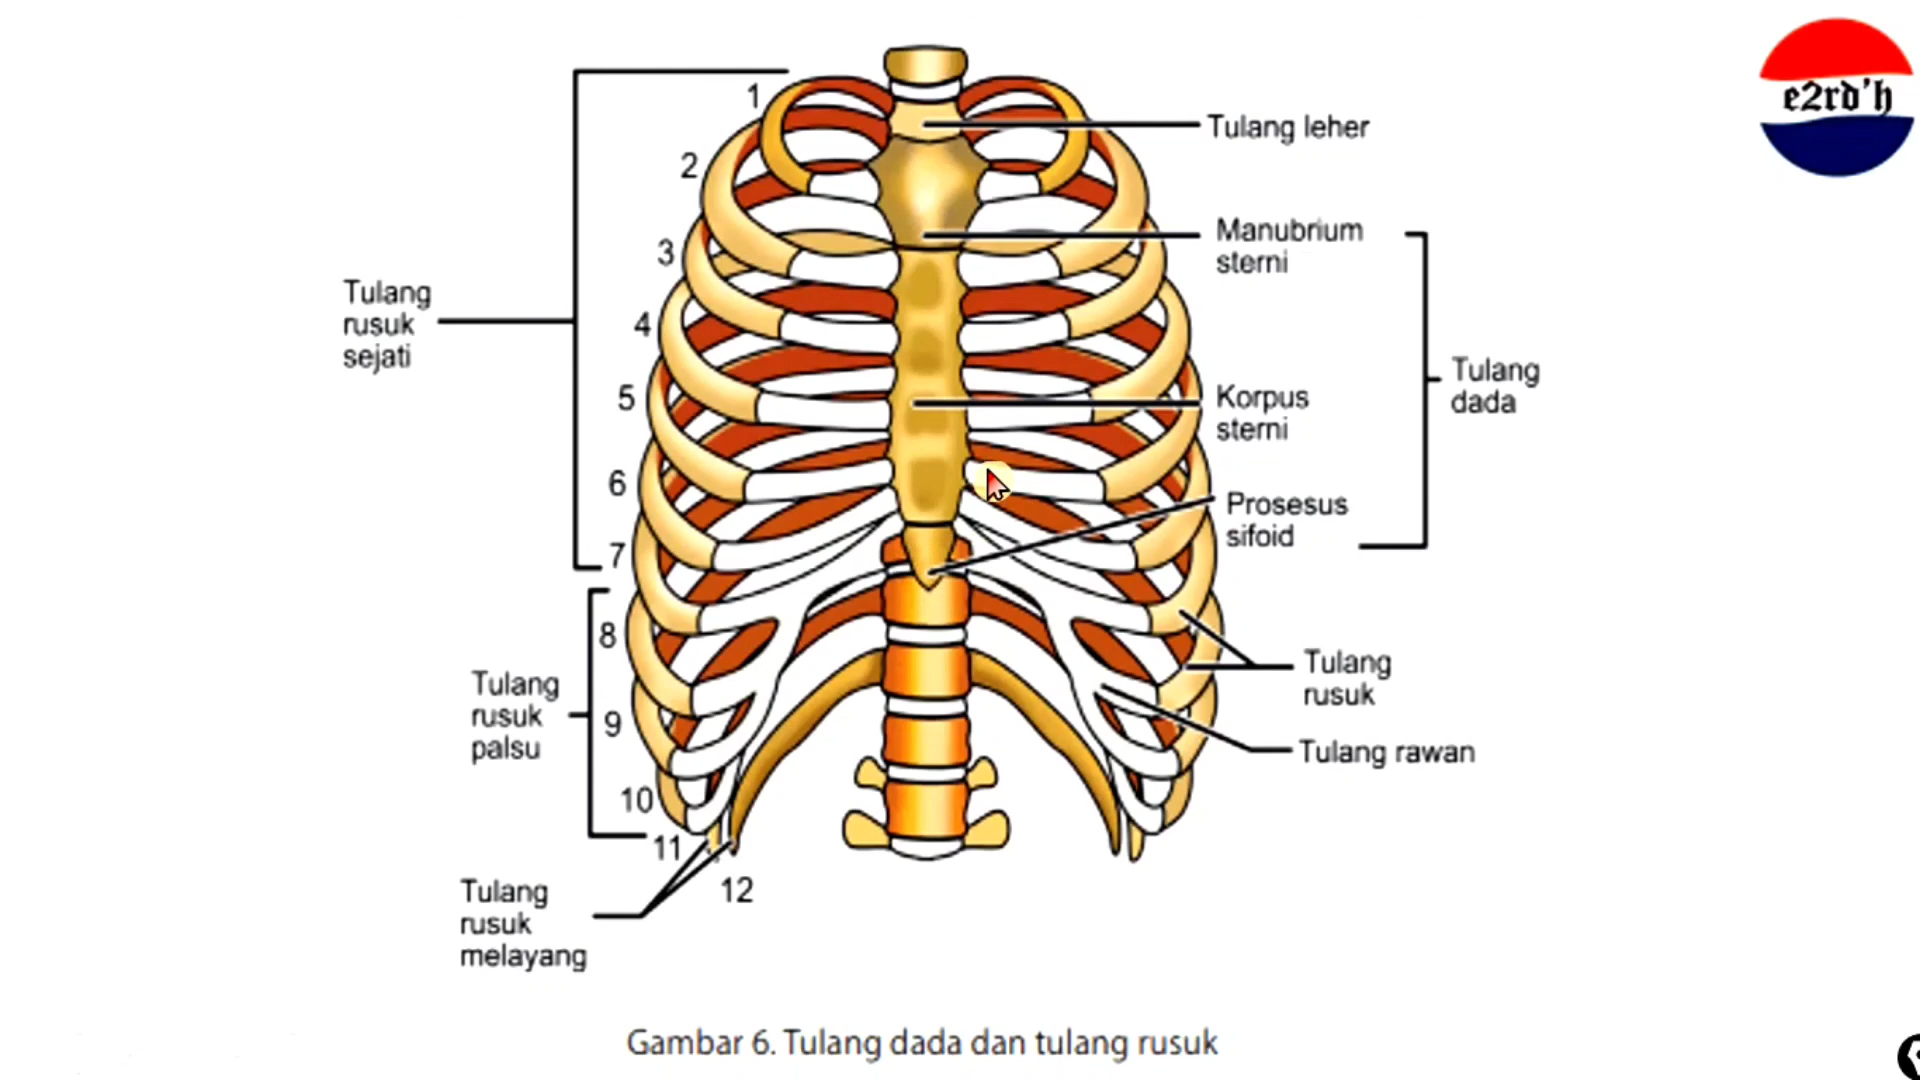 e2rd'h
1
2
3
4
5
6
7
8
9
10
11
12
Tulang
rusuk
sejati
Tulang
rusuk
palsu
Tulang
rusuk
melayang
Tulang leher
Manubrium
sterni
Korpus
sterni
Prosesus
sifoid
Tulang
dada
Tulang
rusuk
Tulang rawan
Gambar 6. Tulang dada dan tulang rusuk